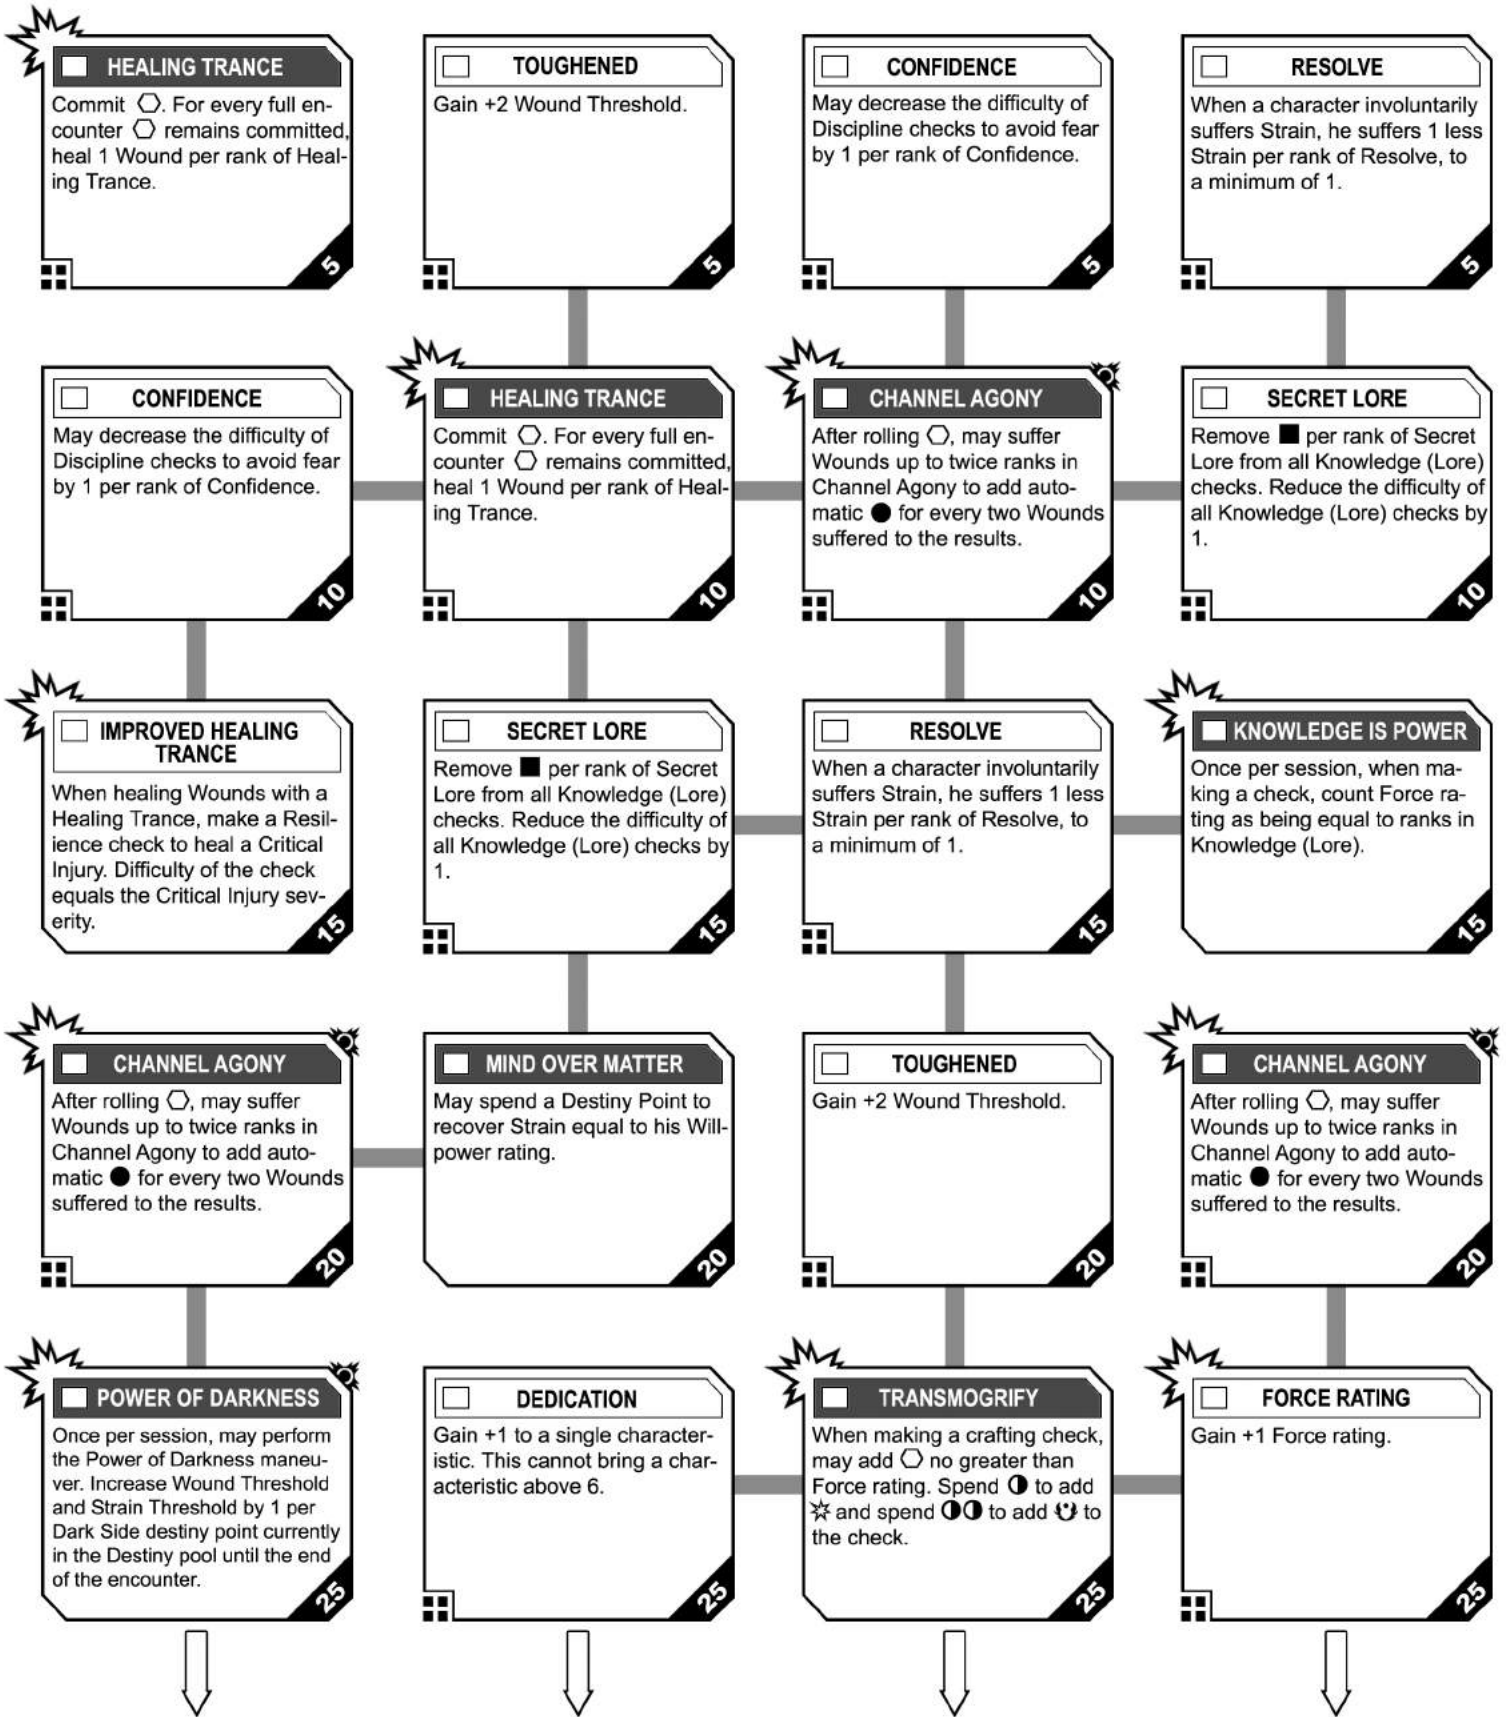 HEALING TRANCE
Commit ⬡. For every full en-
counter ⬡ remains committed,
heal 1 Wound per rank of Heal-
ing Trance.
5
TOUGHENED
Gain +2 Wound Threshold.
5
CONFIDENCE
May decrease the difficulty of
Discipline checks to avoid fear
by 1 per rank of Confidence.
5
RESOLVE
When a character involuntarily
suffers Strain, he suffers 1 less
Strain per rank of Resolve, to
a minimum of 1.
5
CONFIDENCE
May decrease the difficulty of
Discipline checks to avoid fear
by 1 per rank of Confidence.
10
HEALING TRANCE
Commit ⬡. For every full en-
counter ⬡ remains committed,
heal 1 Wound per rank of Heal-
ing Trance.
10
CHANNEL AGONY
After rolling ⬡, may suffer
Wounds up to twice ranks in
Channel Agony to add auto-
matic ● for every two Wounds
suffered to the results.
10
SECRET LORE
Remove ■ per rank of Secret
Lore from all Knowledge (Lore)
checks. Reduce the difficulty of
all Knowledge (Lore) checks by
1.
10
IMPROVED HEALING
TRANCE
When healing Wounds with a
Healing Trance, make a Resil-
ience check to heal a Critical
Injury. Difficulty of the check
equals the Critical Injury sev-
erity.
15
SECRET LORE
Remove ■ per rank of Secret
Lore from all Knowledge (Lore)
checks. Reduce the difficulty of
all Knowledge (Lore) checks by
1.
15
RESOLVE
When a character involuntarily
suffers Strain, he suffers 1 less
Strain per rank of Resolve, to
a minimum of 1.
15
KNOWLEDGE IS POWER
Once per session, when ma-
king a check, count Force ra-
ting as being equal to ranks in
Knowledge (Lore).
15
CHANNEL AGONY
After rolling ⬡, may suffer
Wounds up to twice ranks in
Channel Agony to add auto-
matic ● for every two Wounds
suffered to the results.
20
MIND OVER MATTER
May spend a Destiny Point to
recover Strain equal to his Will-
power rating.
20
TOUGHENED
Gain +2 Wound Threshold.
20
CHANNEL AGONY
After rolling ⬡, may suffer
Wounds up to twice ranks in
Channel Agony to add auto-
matic ● for every two Wounds
suffered to the results.
20
POWER OF DARKNESS
Once per session, may perform
the Power of Darkness maneu-
ver. Increase Wound Threshold
and Strain Threshold by 1 per
Dark Side destiny point currently
in the Destiny pool until the end
of the encounter.
25
DEDICATION
Gain +1 to a single character-
istic. This cannot bring a char-
acteristic above 6.
25
TRANSMOGRIFY
When making a crafting check,
may add ⬡ no greater than
Force rating. Spend ◑ to add
and spend ◑◑ to add to
the check.
25
FORCE RATING
Gain +1 Force rating.
25